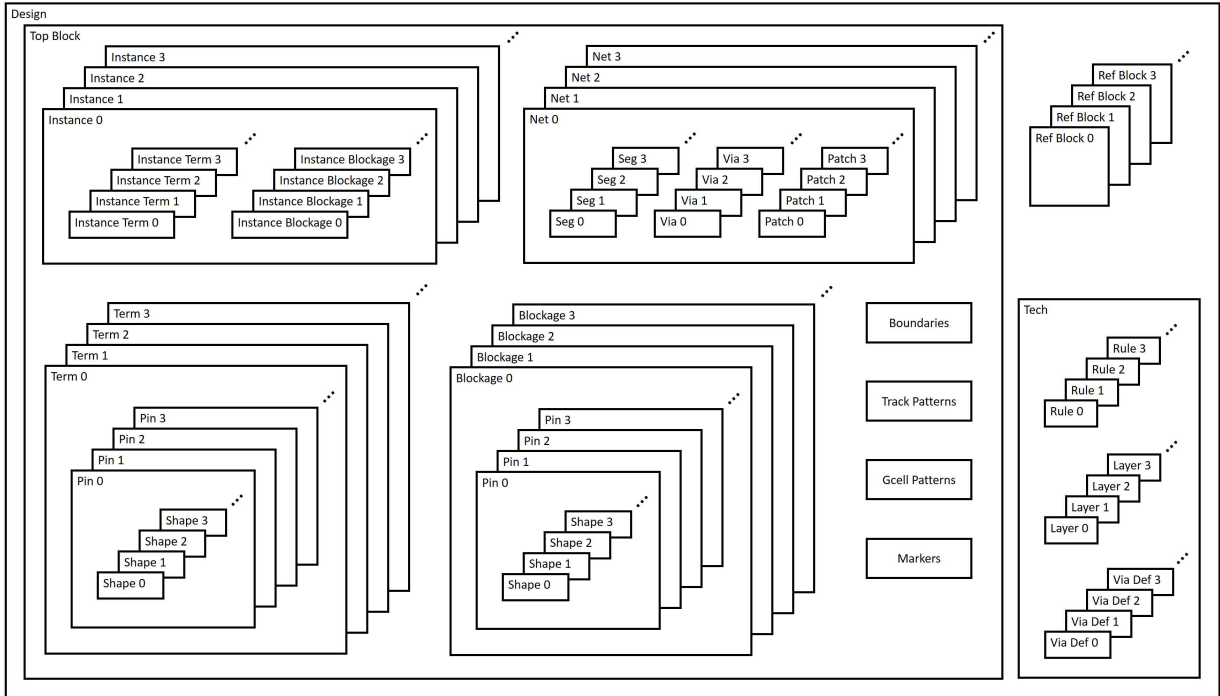 Design
Top Block
Instance 3
Instance 2
Instance 1
Instance 0
Instance Term 3
Instance Term 2
Instance Term 1
Instance Term 0
Instance Blockage 3
Instance Blockage 2
Instance Blockage 1
Instance Blockage 0
Net 3
Net 2
Net 1
Net 0
Seg 3
Seg 2
Seg 1
Seg 0
Via 3
Via 2
Via 1
Via 0
Patch 3
Patch 2
Patch 1
Patch 0
Ref Block 3
Ref Block 2
Ref Block 1
Ref Block 0
Term 3
Term 2
Term 1
Term 0
Pin 3
Pin 2
Pin 1
Pin 0
Shape 3
Shape 2
Shape 1
Shape 0
Blockage 3
Blockage 2
Blockage 1
Blockage 0
Pin 3
Pin 2
Pin 1
Pin 0
Shape 3
Shape 2
Shape 1
Shape 0
Boundaries
Track Patterns
Gcell Patterns
Markers
Tech
Rule 3
Rule 2
Rule 1
Rule 0
Layer 3
Layer 2
Layer 1
Layer 0
Via Def 3
Via Def 2
Via Def 1
Via Def 0